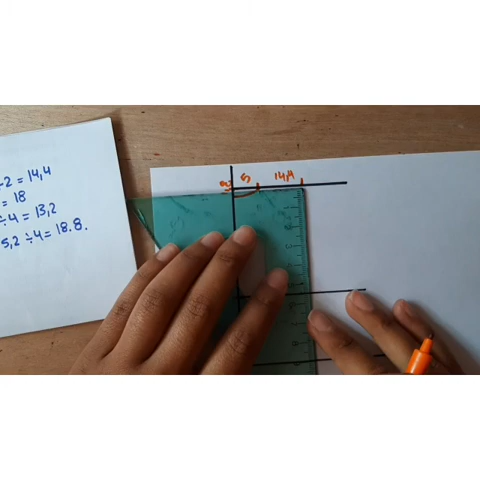 ÷2 = 14,4
= 18
÷4 = 13,2
5,2 ÷4 = 18.8.
5
14,4